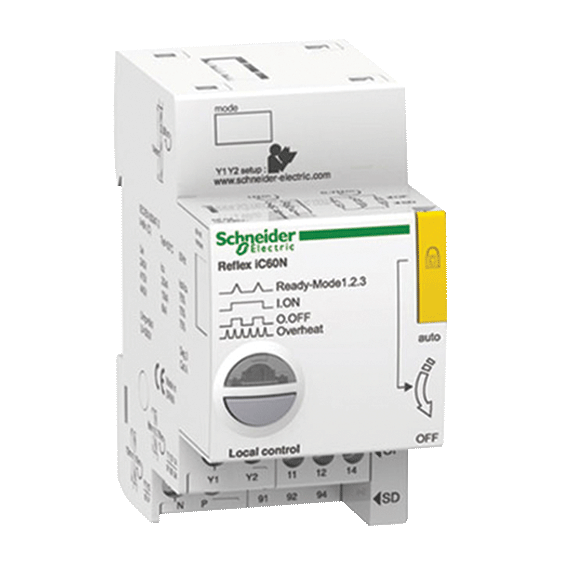 mode
Y1 Y2 setup :
www.schneider-electric.com
Schneider
Electric
Reflex iC60N
Ready-Mode1.2.3
I.ON
O.OFF
Overheat
auto
OFF
Local control
Y1 Y2 11 12 14
N P 91 92 94 SD